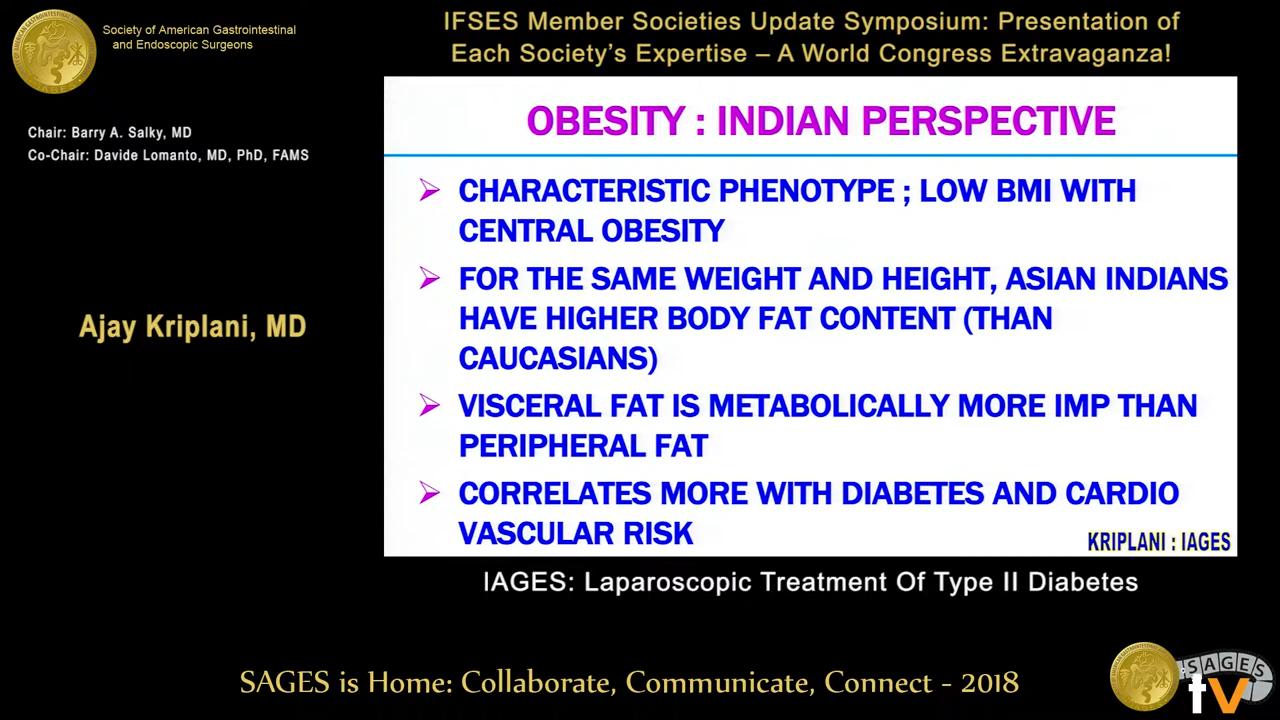 Society of American Gastrointestinal
and Endoscopic Surgeons
IFSES Member Societies Update Symposium: Presentation of
Each Society's Expertise – A World Congress Extravaganza!
Chair: Barry A. Salky, MD
Co-Chair: Davide Lomanto, MD, PhD, FAMS
Ajay Kriplani, MD
OBESITY : INDIAN PERSPECTIVE
➢ CHARACTERISTIC PHENOTYPE ; LOW BMI WITH
CENTRAL OBESITY
➢ FOR THE SAME WEIGHT AND HEIGHT, ASIAN INDIANS
HAVE HIGHER BODY FAT CONTENT (THAN
CAUCASIANS)
➢ VISCERAL FAT IS METABOLICALLY MORE IMP THAN
PERIPHERAL FAT
➢ CORRELATES MORE WITH DIABETES AND CARDIO
VASCULAR RISK
KRIPLANI : IAGES
IAGES: Laparoscopic Treatment Of Type II Diabetes
SAGES is Home: Collaborate, Communicate, Connect - 2018
SAGES
tv